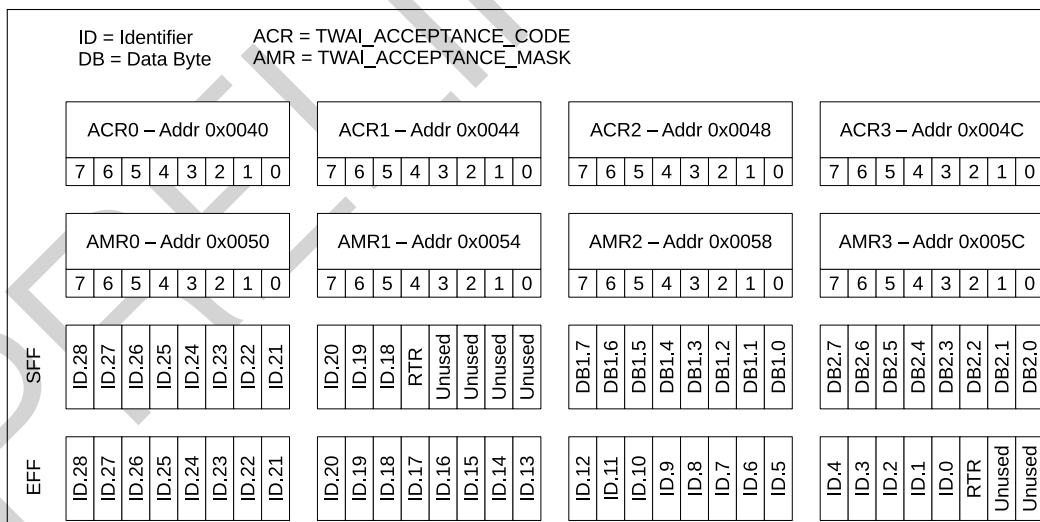 ID = Identifier ACR = TWAI_ACCEPTANCE_CODE
DB = Data Byte AMR = TWAI_ACCEPTANCE_MASK
ACR0 – Addr 0x0040 ACR1 – Addr 0x0044 ACR2 – Addr 0x0048 ACR3 – Addr 0x004C
7 6 5 4 3 2 1 0 7 6 5 4 3 2 1 0 7 6 5 4 3 2 1 0 7 6 5 4 3 2 1 0
AMR0 – Addr 0x0050 AMR1 – Addr 0x0054 AMR2 – Addr 0x0058 AMR3 – Addr 0x005C
7 6 5 4 3 2 1 0 7 6 5 4 3 2 1 0 7 6 5 4 3 2 1 0 7 6 5 4 3 2 1 0
SFF ID.28 ID.27 ID.26 ID.25 ID.24 ID.23 ID.22 ID.21 ID.20 ID.19 ID.18 RTR Unused Unused Unused Unused DB1.7 DB1.6 DB1.5 DB1.4 DB1.3 DB1.2 DB1.1 DB1.0 DB2.7 DB2.6 DB2.5 DB2.4 DB2.3 DB2.2 DB2.1 DB2.0
EFF ID.28 ID.27 ID.26 ID.25 ID.24 ID.23 ID.22 ID.21 ID.20 ID.19 ID.18 ID.17 ID.16 ID.15 ID.14 ID.13 ID.12 ID.11 ID.10 ID.9 ID.8 ID.7 ID.6 ID.5 ID.4 ID.3 ID.2 ID.1 ID.0 RTR Unused Unused